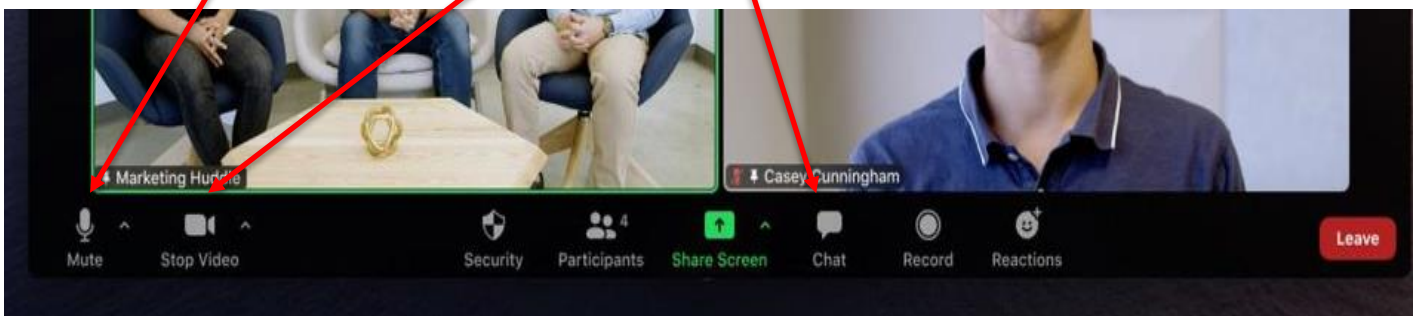 Marketing Huddle
Casey Cunningham
4
Mute
Stop Video
Security
Participants
Share Screen
Chat
Record
Reactions
Leave